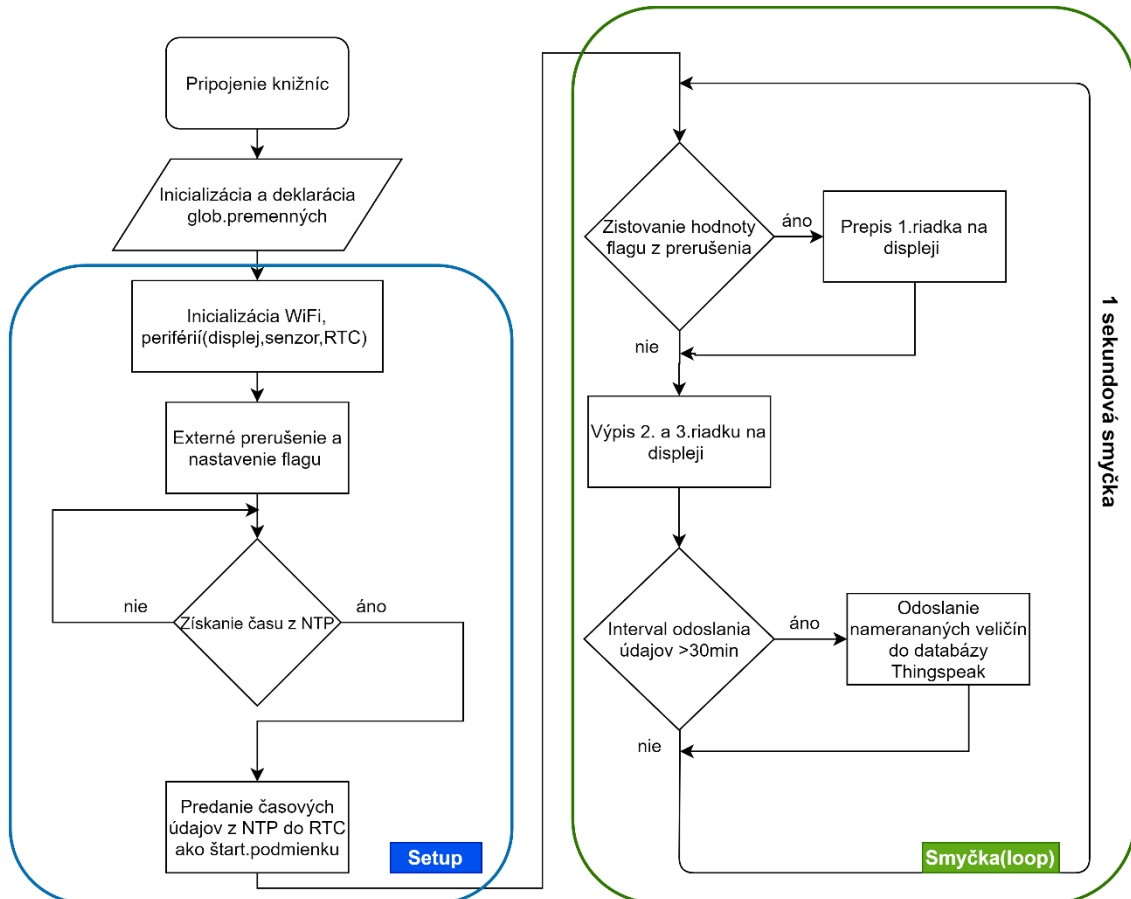 Pripojenie knižníc
Inicializácia a deklarácia
glob.premenných
Inicializácia WiFi,
periférií(displej,senzor,RTC)
Externé prerušenie a
nastavenie flagu
nie
áno
Získanie času z NTP
Predanie časových
údajov z NTP do RTC
ako štart.podmienku
Setup
Zistovanie hodnoty
flagu z prerušenia
áno
Prepis 1.riadka na
displeji
nie
Výpis 2. a 3.riadku na
displeji
Interval odoslania
údajov >30min
áno
Odoslanie
namerananých veličín
do databázy
Thingspeak
nie
Smyčka(loop)
1 sekundová smyčka